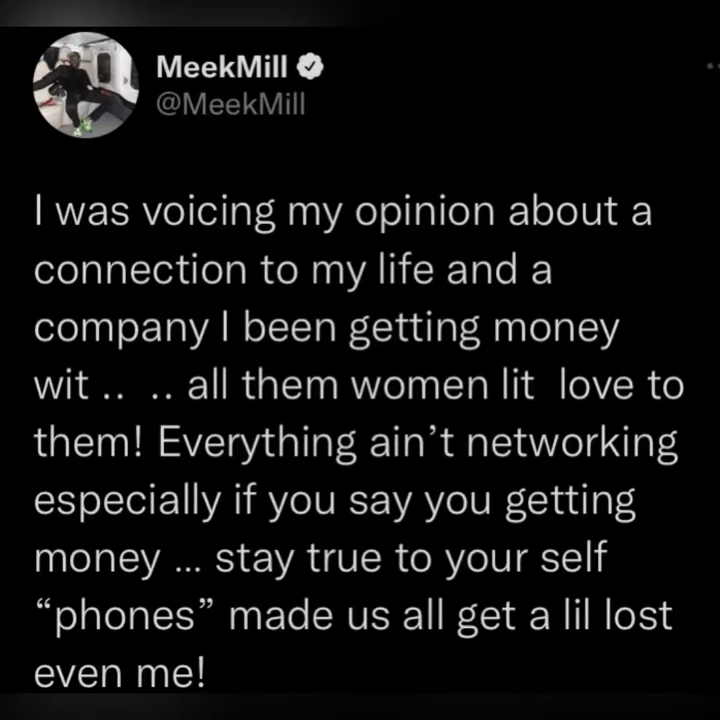 MeekMill
@MeekMill
I was voicing my opinion about a
connection to my life and a
company I been getting money
wit .. .. all them women lit love to
them! Everything ain’t networking
especially if you say you getting
money ... stay true to your self
“phones” made us all get a lil lost
even me!